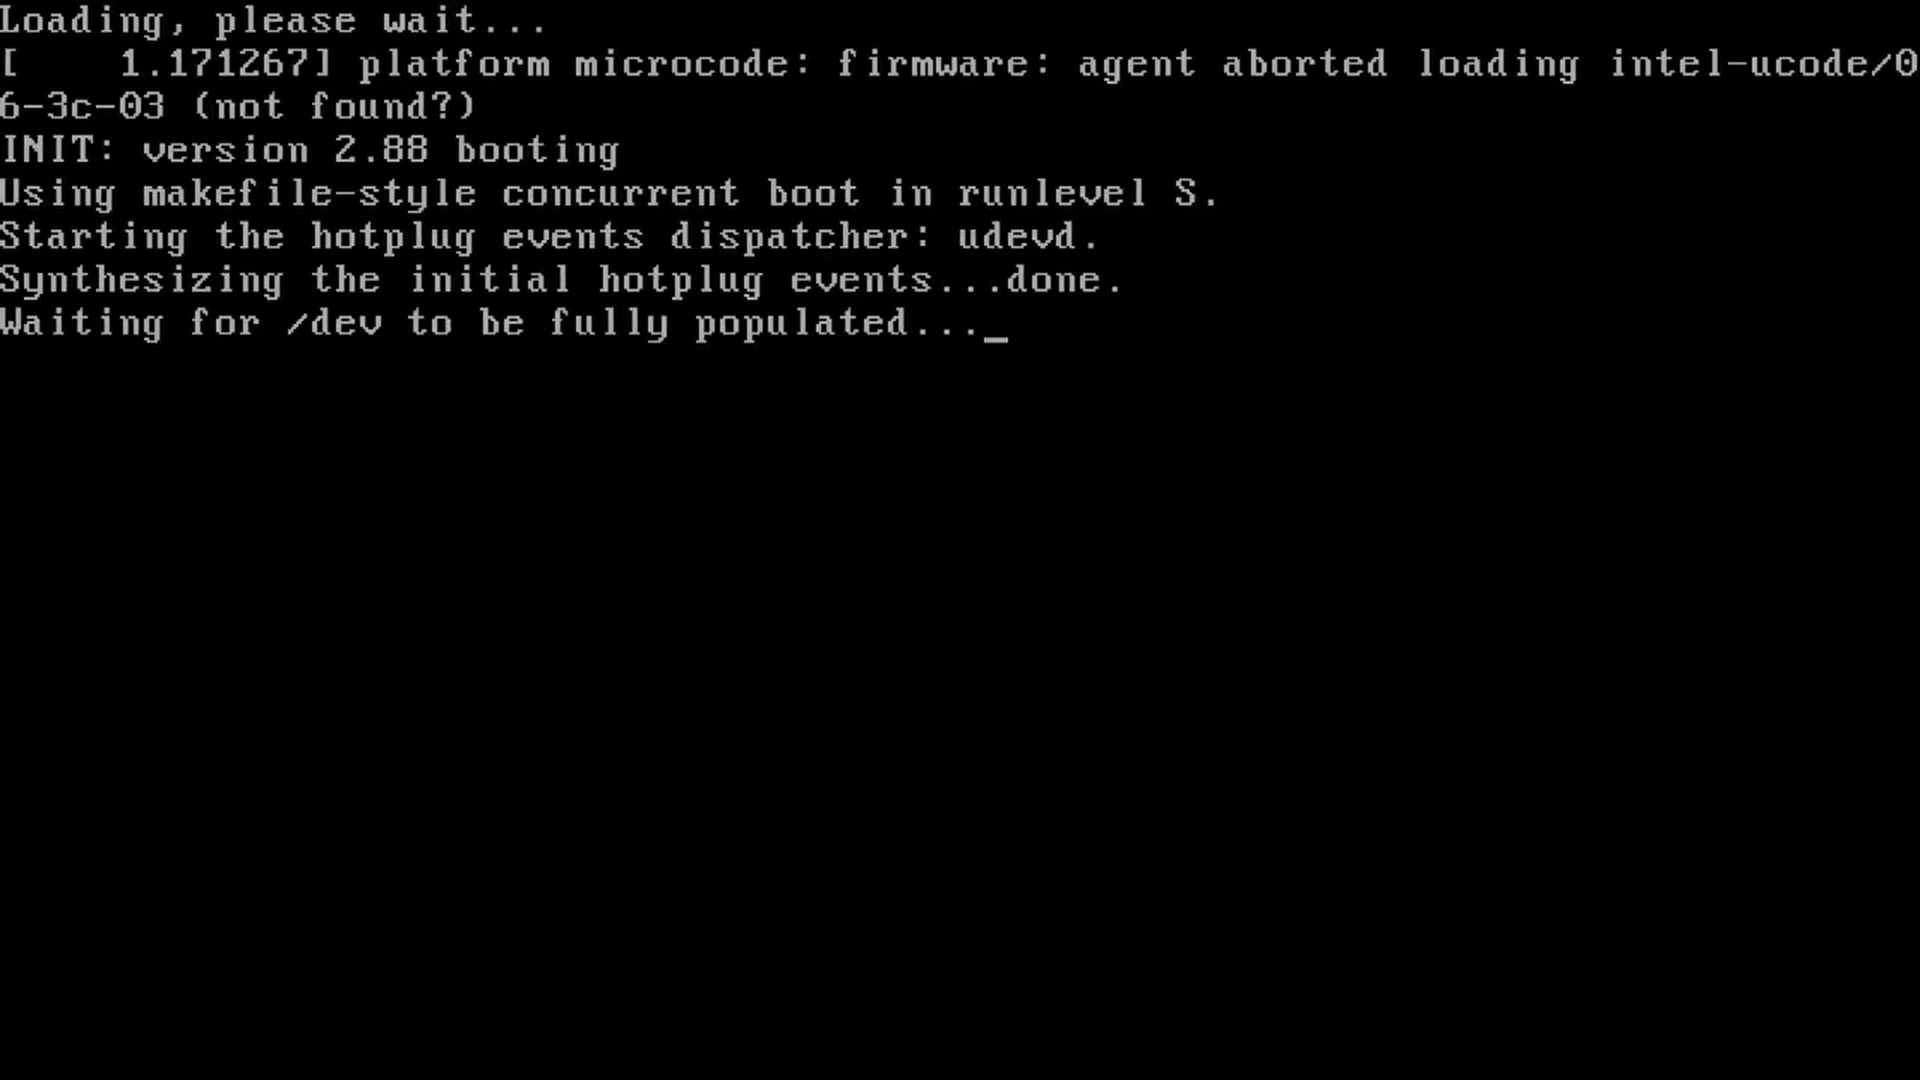 Loading, please wait...
[    1.171267] platform microcode: firmware: agent aborted loading intel-ucode/0
6-3c-03 (not found?)
INIT: version 2.88 booting
Using makefile-style concurrent boot in runlevel S.
Starting the hotplug events dispatcher: udevd.
Synthesizing the initial hotplug events...done.
Waiting for /dev to be fully populated..._